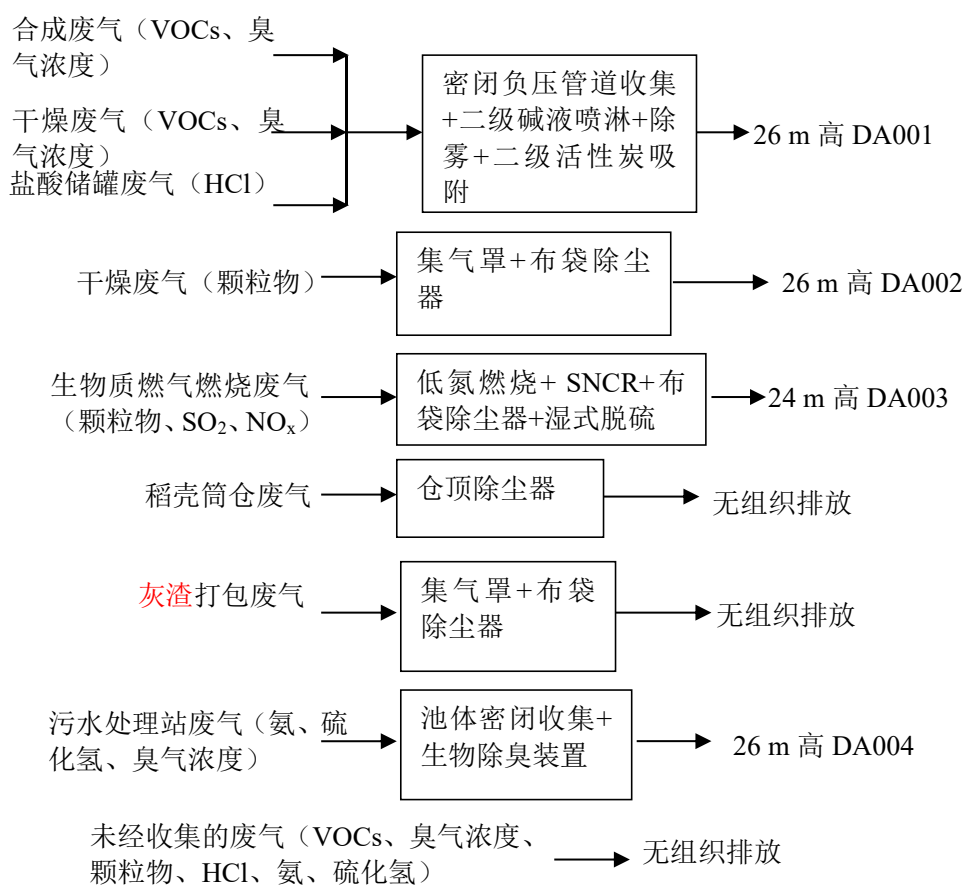 合成废气（VOCs、臭
气浓度）
干燥废气（VOCs、臭
气浓度）
盐酸储罐废气（HCl）
密闭负压管道收集
+二级碱液喷淋+除
雾+二级活性炭吸
附
26 m 高 DA001
干燥废气（颗粒物）
集气罩+布袋除尘
器
26 m 高 DA002
生物质燃气燃烧废气
（颗粒物、SO₂、NOₓ）
低氮燃烧+ SNCR+布
袋除尘器+湿式脱硫
24 m 高 DA003
稻壳筒仓废气
仓顶除尘器
无组织排放
灰渣打包废气
集气罩+布袋
除尘器
无组织排放
污水处理站废气（氨、硫
化氢、臭气浓度）
池体密闭收集+
生物除臭装置
26 m 高 DA004
未经收集的废气（VOCs、臭气浓度、
颗粒物、HCl、氨、硫化氢）
无组织排放